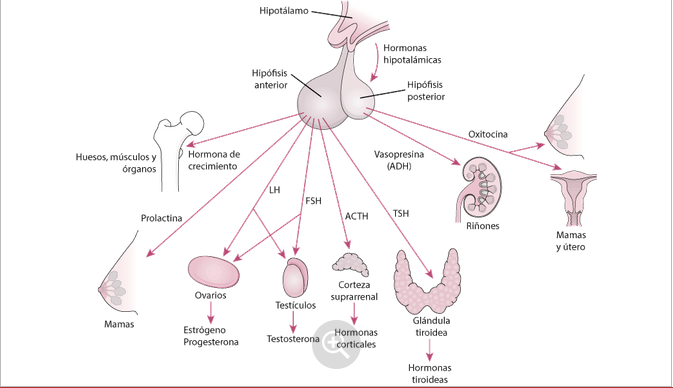 Hipotálamo
Hormonas
hipotalámicas
Hipófisis
anterior
Hipófisis
posterior
Oxitocina
Vasopresina
(ADH)
Huesos, músculos y
órganos
Hormona de
crecimiento
LH
FSH
ACTH
TSH
Prolactina
Riñones
Mamas
y útero
Mamas
Ovarios
Testículos
Corteza
suprarrenal
Glándula
tiroidea
Estrógeno
Progesterona
Testosterona
Hormonas
corticales
Hormonas
tiroideas